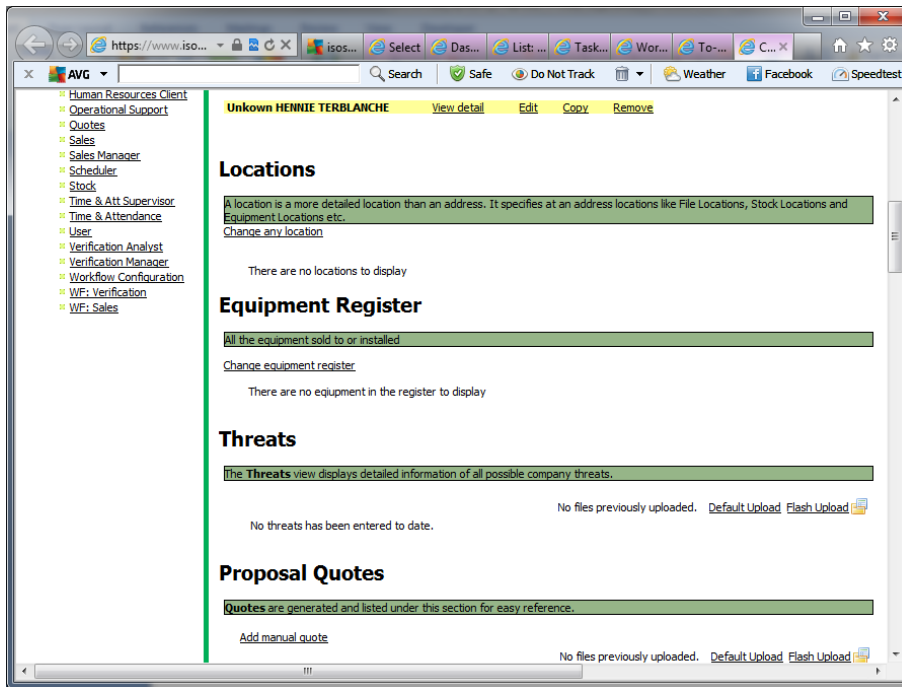 https://www.iso... isos... Select Das... List: ... Task... Wor... To-... C...
AVG Search Safe Do Not Track Weather Facebook Speedtest
Human Resources Client
Operational Support
Quotes
Sales
Sales Manager
Scheduler
Stock
Time & Att Supervisor
Time & Attendance
User
Verification Analyst
Verification Manager
Workflow Configuration
WF: Verification
WF: Sales
Unkown HENNIE TERBLANCHE View detail Edit Copy Remove
Locations
A location is a more detailed location than an address. It specifies at an address locations like File Locations, Stock Locations and
Equipment Locations etc.
Change any location
There are no locations to display
Equipment Register
All the equipment sold to or installed
Change equipment register
There are no eqiupment in the register to display
Threats
The Threats view displays detailed information of all possible company threats.
No files previously uploaded. Default Upload Flash Upload
No threats has been entered to date.
Proposal Quotes
Quotes are generated and listed under this section for easy reference.
Add manual quote
No files previously uploaded. Default Upload Flash Upload